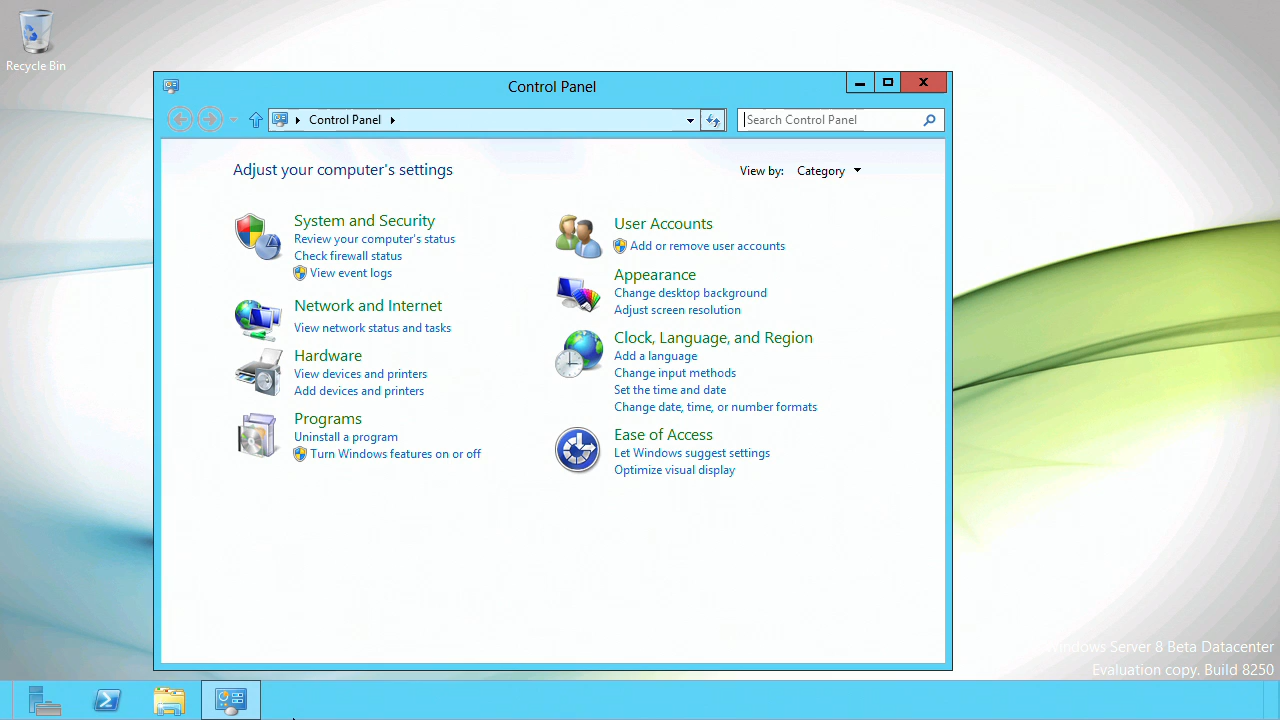 Recycle Bin
Control Panel
Control Panel
Search Control Panel
Adjust your computer's settings
View by: Category
System and Security
Review your computer's status
Check firewall status
View event logs
Network and Internet
View network status and tasks
Hardware
View devices and printers
Add devices and printers
Programs
Uninstall a program
Turn Windows features on or off
User Accounts
Add or remove user accounts
Appearance
Change desktop background
Adjust screen resolution
Clock, Language, and Region
Add a language
Change input methods
Set the time and date
Change date, time, or number formats
Ease of Access
Let Windows suggest settings
Optimize visual display
Windows Server 8 Beta Datacenter
Evaluation copy. Build 8250